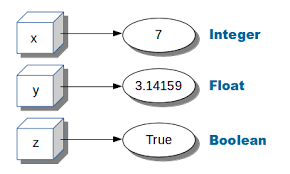 x 7 Integer
y 3.14159 Float
z True Boolean